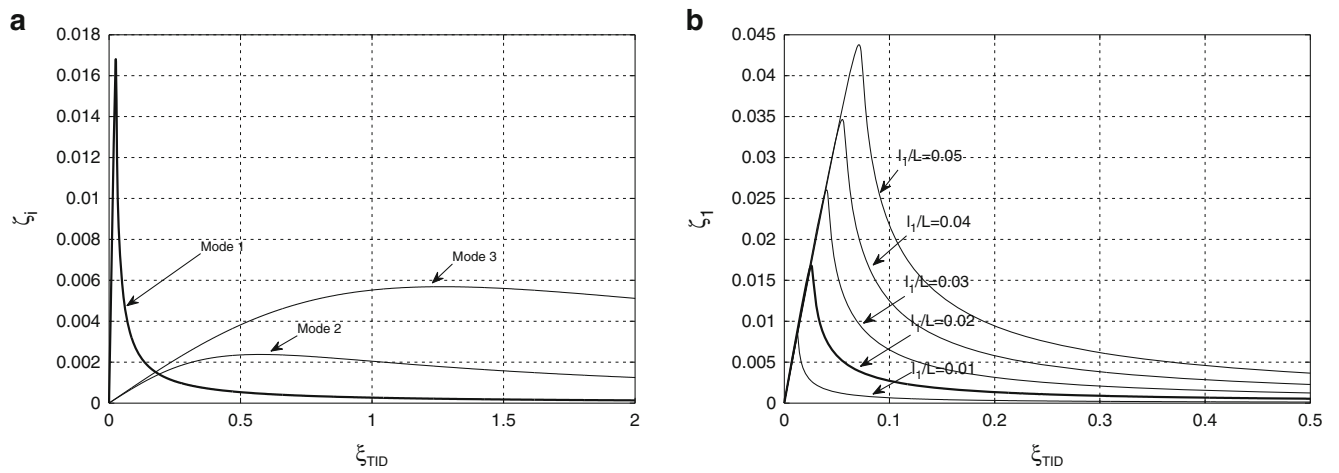 a
0.018
0.016
0.014
0.012
0.01
0.008
0.006
0.004
0.002
0
ζi
Mode 1
Mode 3
Mode 2
0 0.5 1 1.5 2
ξTID
b
0.045
0.04
0.035
0.03
0.025
0.02
0.015
0.01
0.005
0
ζ1
l1/L=0.05
l1/L=0.04
l1/L=0.03
l1/L=0.02
l1/L=0.01
0 0.1 0.2 0.3 0.4 0.5
ξTID